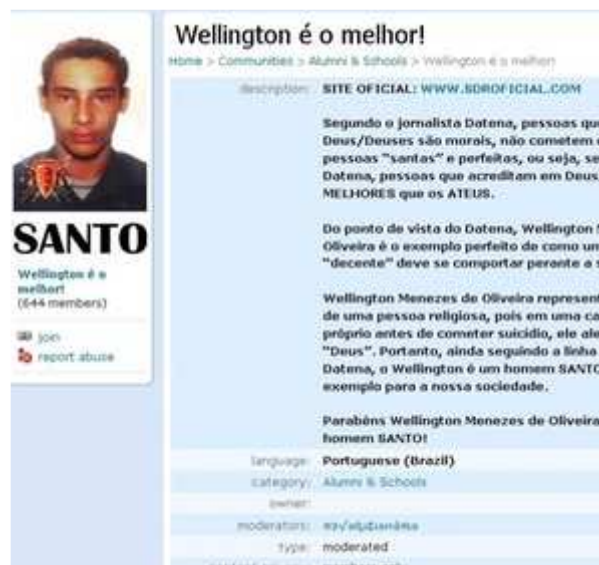 Wellington é o melhor!
Home > Communities > Alumni & Schools > Wellington é o melhor!
description: SITE OFICIAL: WWW.SDROFICIAL.COM
Segundo o jornalista Datena, pessoas que
Deus/Deuses são morais, não cometem
pessoas "santas" e perfeitas, ou seja, se
Datena, pessoas que acreditam em Deus
MELHORES que os ATEUS.
Do ponto de vista do Datena, Wellington
Oliveira é o exemplo perfeito de como um
"decente" deve se comportar perante a s
Wellington Menezes de Oliveira represent
de uma pessoa religiosa, pois em uma ca
próprio antes de cometer suicídio, ele ale
"Deus". Portanto, ainda seguindo a linha
Datena, o Wellington é um homem SANTO
exemplo para a nossa sociedade.
Parabéns Wellington Menezes de Oliveira
homem SANTO!
language: Portuguese (Brazil)
category: Alumni & Schools
owner:
moderators:
type: moderated
SANTO
Wellington é o
melhor!
(644 members)
join
report abuse